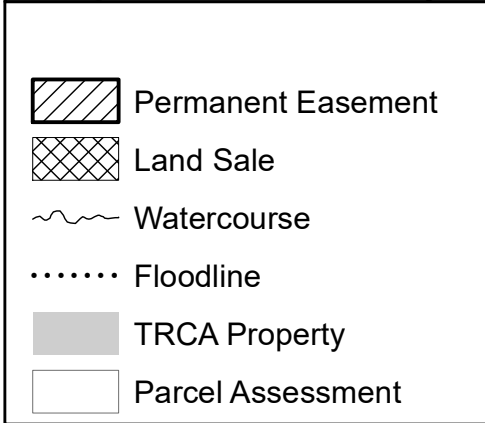 Permanent Easement
Land Sale
Watercourse
Floodline
TRCA Property
Parcel Assessment